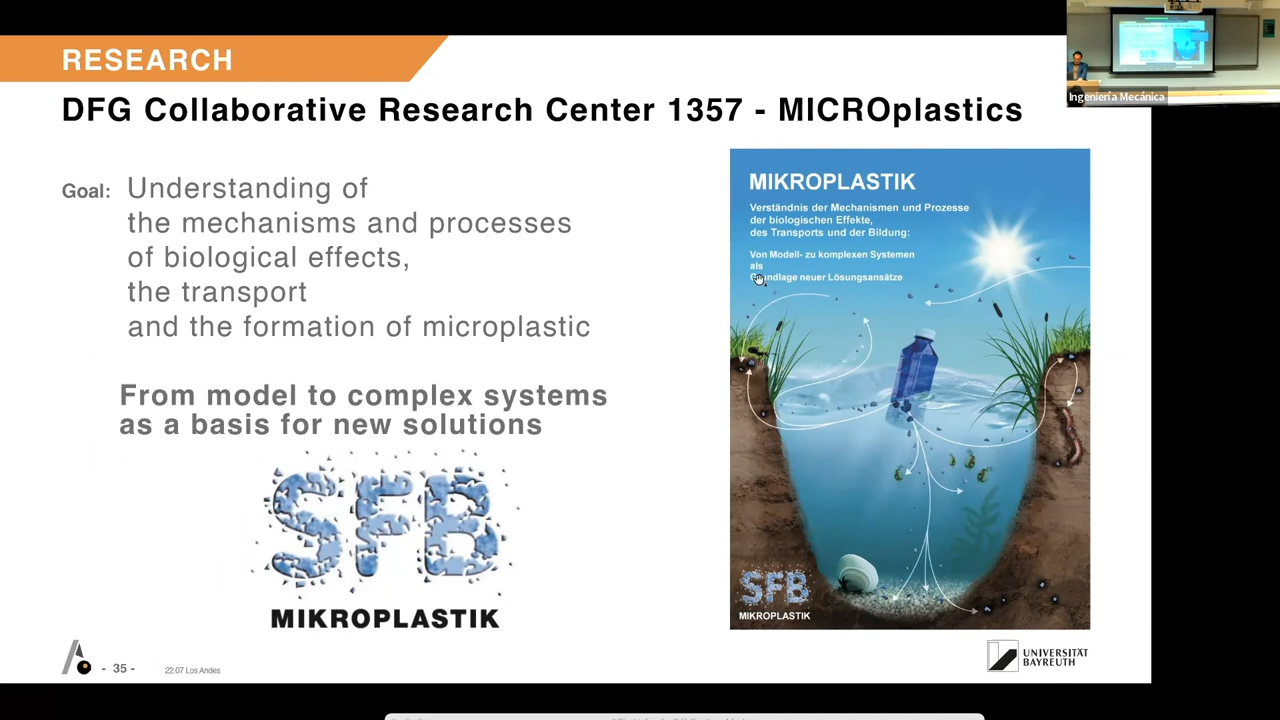 RESEARCH
DFG Collaborative Research Center 1357 - MICROplastics
Goal: Understanding of
the mechanisms and processes
of biological effects,
the transport
and the formation of microplastic
From model to complex systems
as a basis for new solutions
SFB
MIKROPLASTIK
MIKROPLASTIK
Verständnis der Mechanismen und Prozesse
der biologischen Effekte,
des Transports und der Bildung:
Von Modell- zu komplexen Systemen
als
Grundlage neuer Lösungsansätze
SFB
MIKROPLASTIK
- 35 -
22.07 Los Andes
UNIVERSITÄT
BAYREUTH
Ingeniería Mecánica